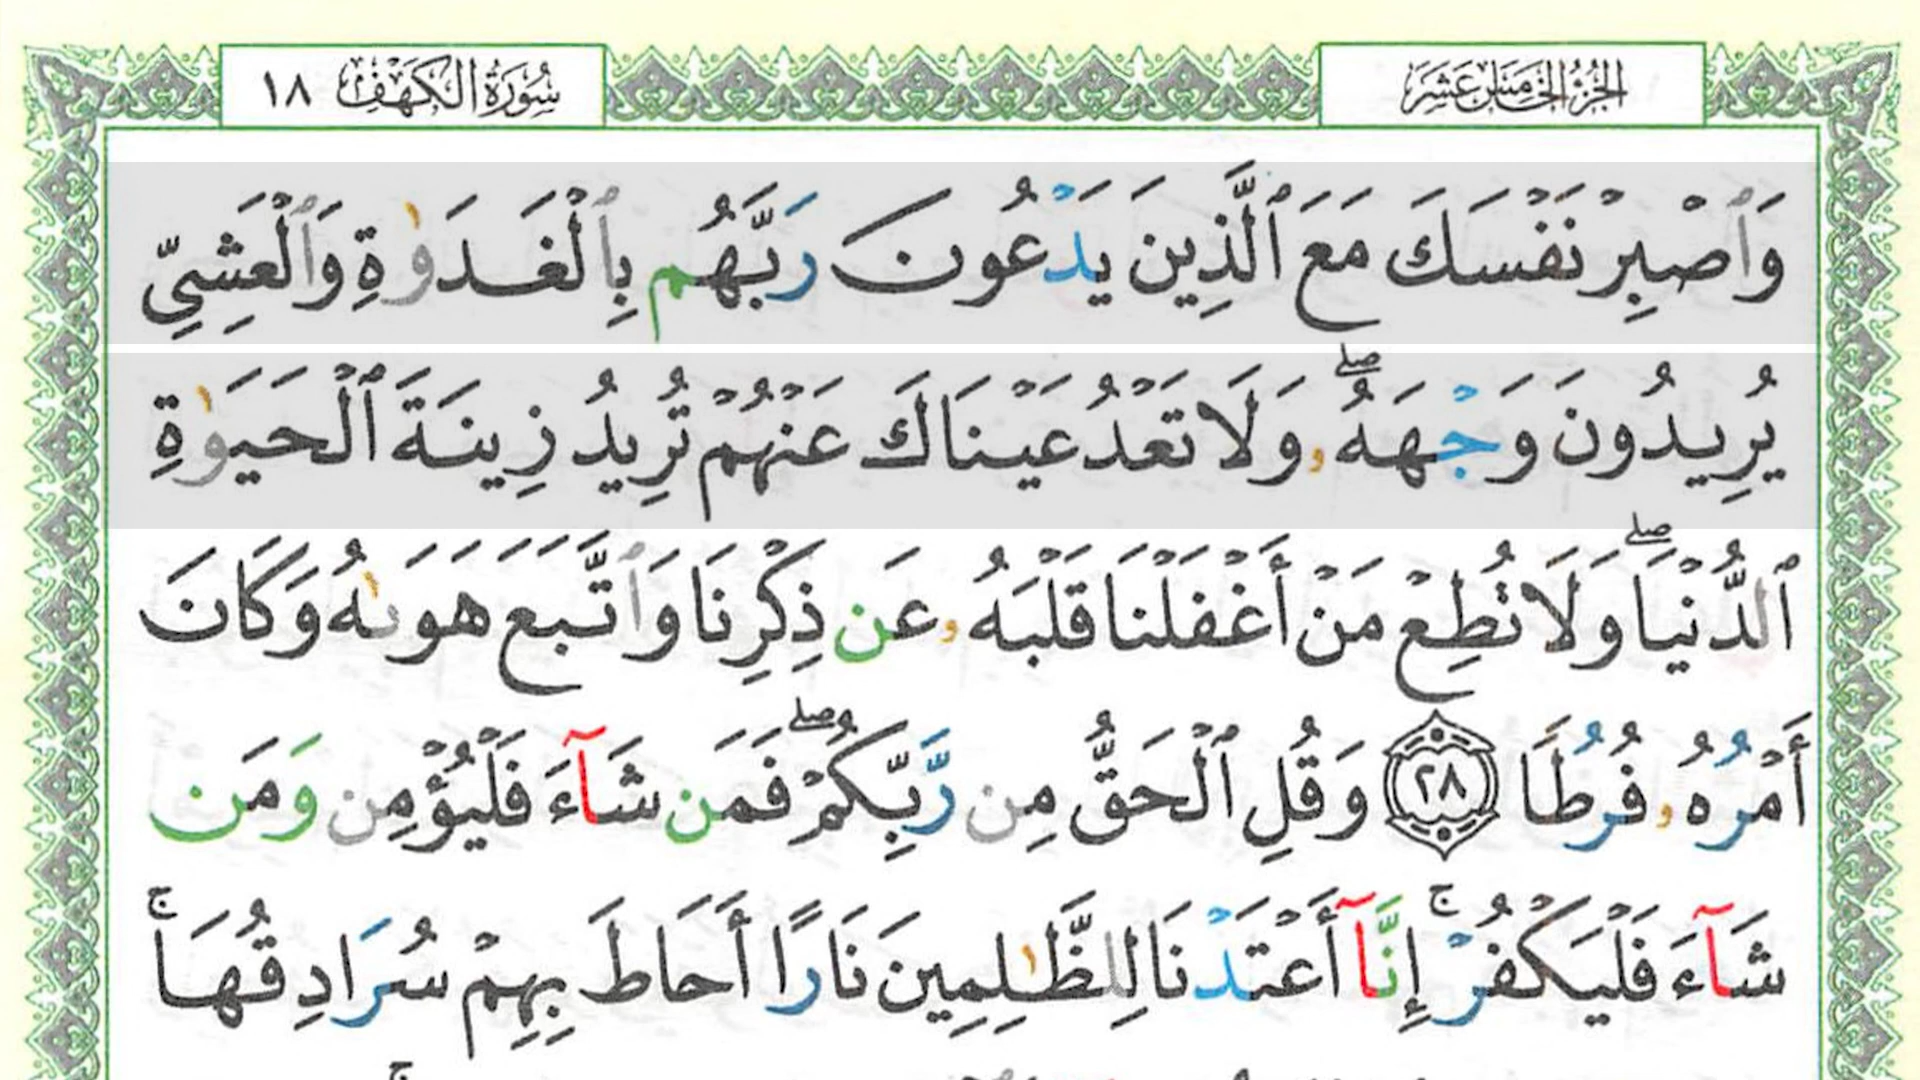 الجزء الخامس عشر
سورة الكهف ١٨
وَٱصْبِرْ نَفْسَكَ مَعَ ٱلَّذِينَ يَدْعُونَ رَبَّهُم بِٱلْغَدَوٰةِ وَٱلْعَشِىِّ
يُرِيدُونَ وَجْهَهُۥ ۖ وَلَا تَعْدُ عَيْنَاكَ عَنْهُمْ تُرِيدُ زِينَةَ ٱلْحَيَوٰةِ
ٱلدُّنْيَا ۖ وَلَا تُطِعْ مَنْ أَغْفَلْنَا قَلْبَهُۥ عَن ذِكْرِنَا وَٱتَّبَعَ هَوَىٰهُ وَكَانَ
أَمْرُهُۥ فُرُطًا ٢٨ وَقُلِ ٱلْحَقُّ مِن رَّبِّكُمْ ۖ فَمَن شَآءَ فَلْيُؤْمِن وَمَن
شَآءَ فَلْيَكْفُرْ ۚ إِنَّآ أَعْتَدْنَا لِلظَّٰلِمِينَ نَارًا أَحَاطَ بِهِمْ سُرَادِقُهَا ۚ